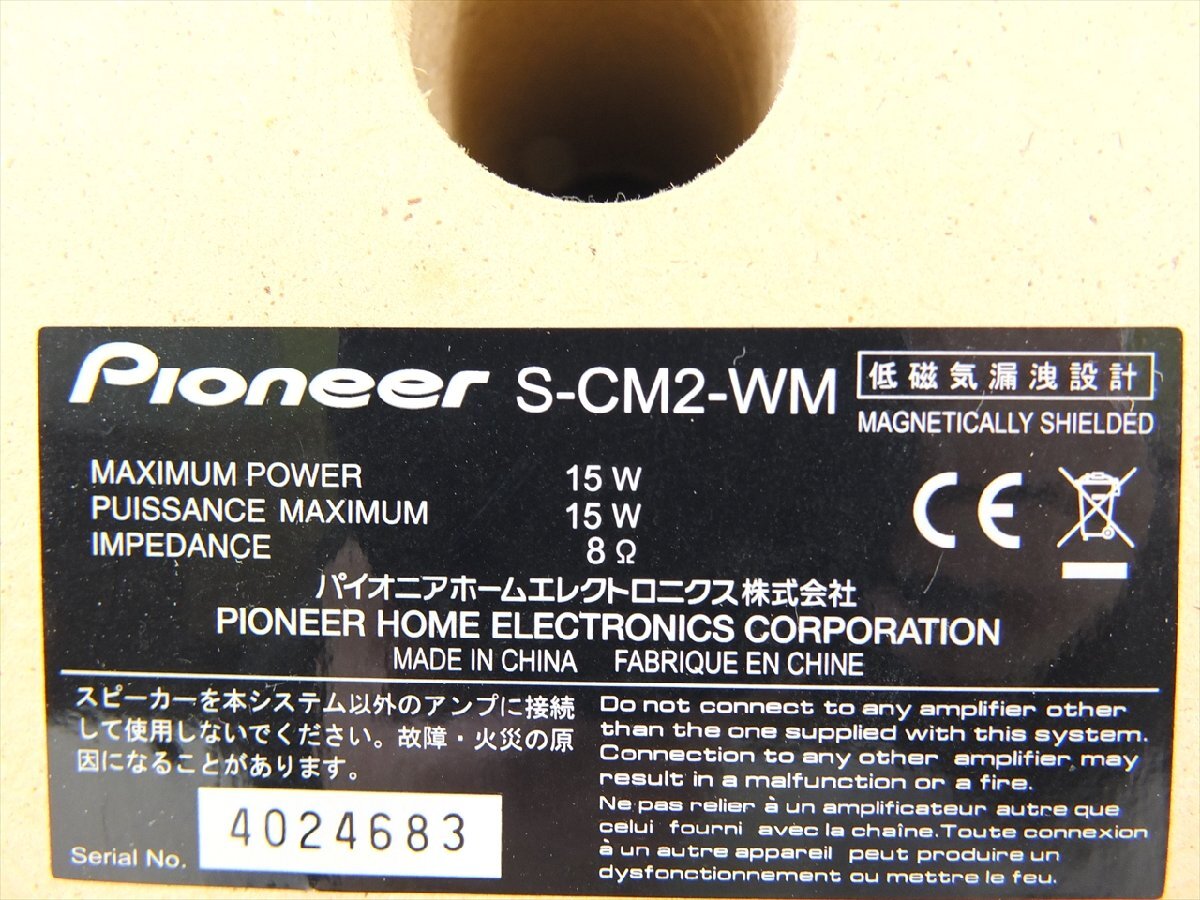 Pioneer S-CM2-WM 低磁気漏洩設計
MAGNETICALLY SHIELDED
MAXIMUM POWER 15 W
PUISSANCE MAXIMUM 15 W
IMPEDANCE 8 Ω
CE
パイオニアホームエレクトロニクス株式会社
PIONEER HOME ELECTRONICS CORPORATION
MADE IN CHINA FABRIQUE EN CHINE
スピーカーを本システム以外のアンプに接続
して使用しないでください。故障・火災の原
因になることがあります。
Serial No. 4024683
Do not connect to any amplifier other
than the one supplied with this system.
Connection to any other amplifier may
result in a malfunction or a fire.
Ne pas relier à un amplificateur autre que
celui fourni avec la chaîne.Toute connexion
à un autre appareil peut produire un
dysfonctionnement ou mettre le feu.